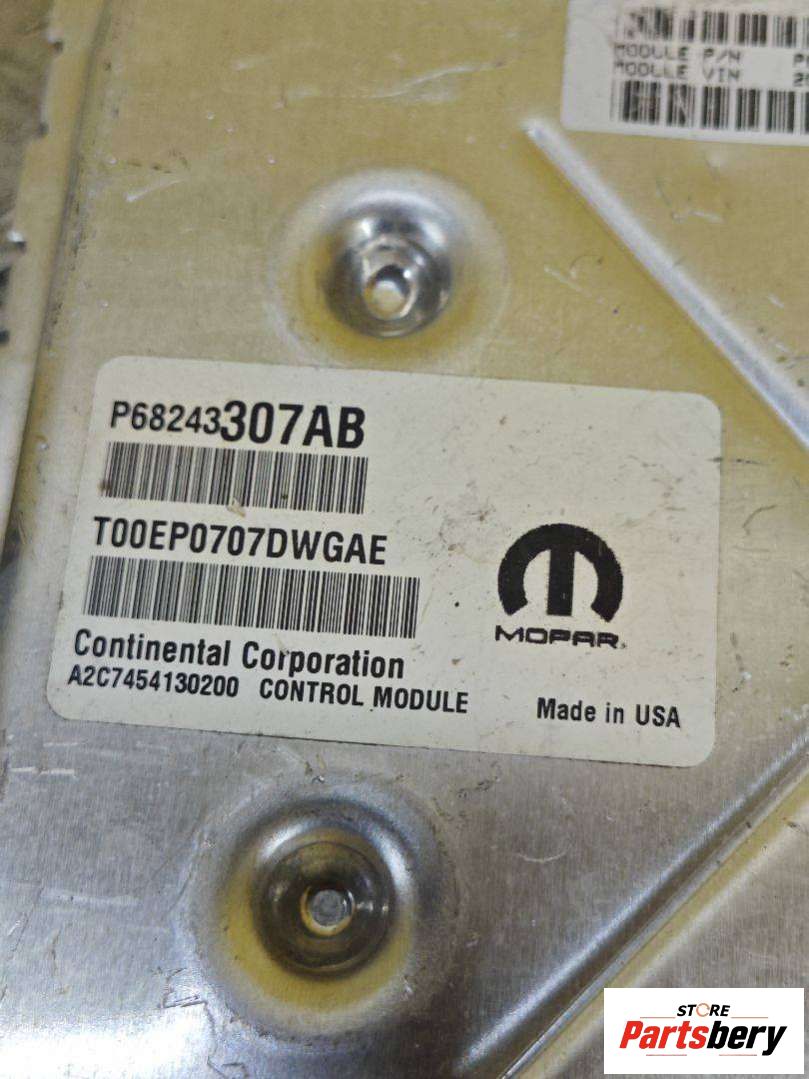 MODULE P/N
MODULE VIN
P68243307AB
T00EP0707DWGAE
MOPAR
Continental Corporation
A2C7454130200 CONTROL MODULE
Made in USA
STORE
Partsbery